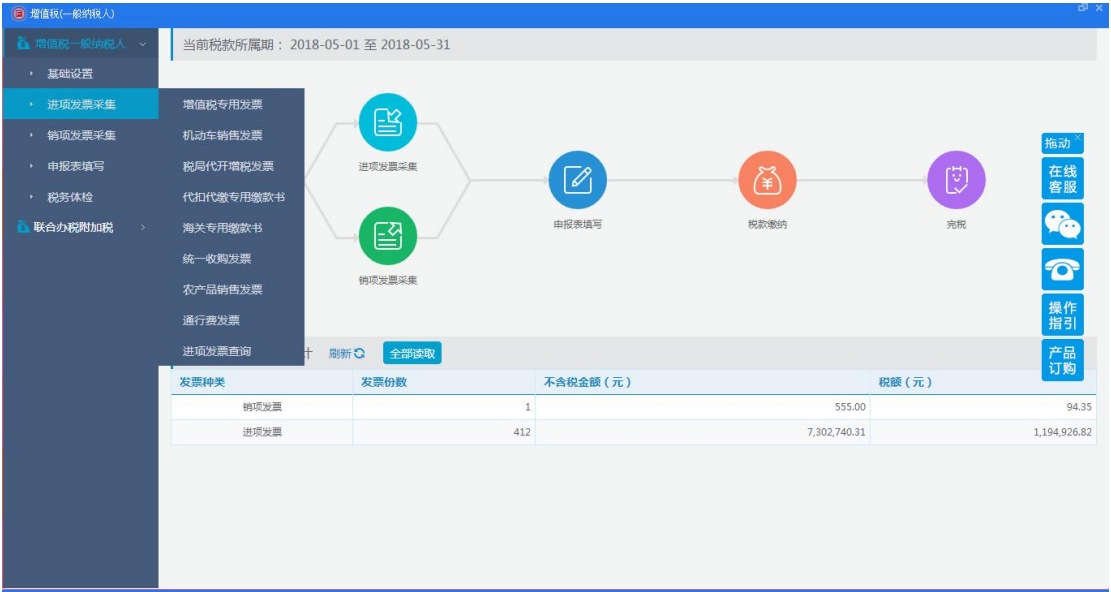 增值税(一般纳税人)
增值税一般纳税人
基础设置
进项发票采集
销项发票采集
申报表填写
税务体检
联合办税附加税
增值税专用发票
机动车销售发票
税局代开增税发票
代扣代缴专用缴款书
海关专用缴款书
统一收购发票
农产品销售发票
通行费发票
进项发票查询
当前税款所属期： 2018-05-01 至 2018-05-31
进项发票采集
销项发票采集
申报表填写
税款缴纳
完税
拖动
在线
客服
操作
指引
产品
订购
计 刷新 全部读取
发票种类 发票份数 不含税金额（元） 税额（元）
销项发票 1 555.00 94.35
进项发票 412 7,302,740.31 1,194,926.82